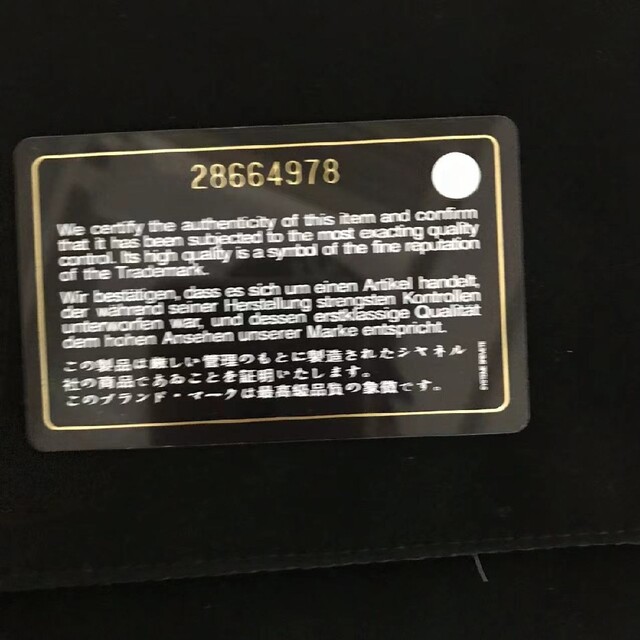 28664978
We certify the authenticity of this item and confirm
that it has been subjected to the most exacting quality
control. Its high quality is a symbol of the fine reputation
of the Trademark.
Wir bestätigen, dass es sich um einen Artikel handelt,
der während seiner Herstellung strengsten Kontrollen
unterworfen war, und dessen erstklassige Qualität
dem hohen Ansehen unserer Marke entspricht.
この製品は厳しい管理のもとに製造されたシャネル
社の商品であることを証明いたします。
このブランド・マークは最高級品質の象徴です。